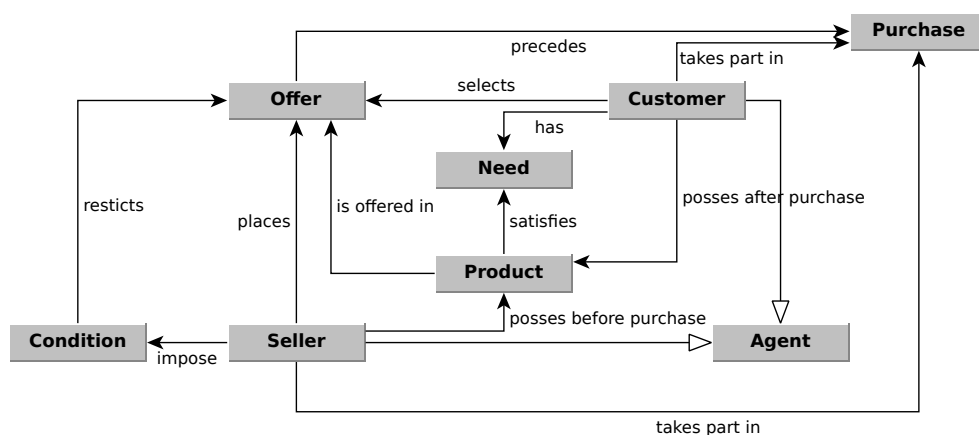 Purchase
precedes
takes part in
Offer
selects
Customer
has
Need
resticts
places
is offered in
satisfies
posses after purchase
Product
posses before purchase
Condition
impose
Seller
Agent
takes part in